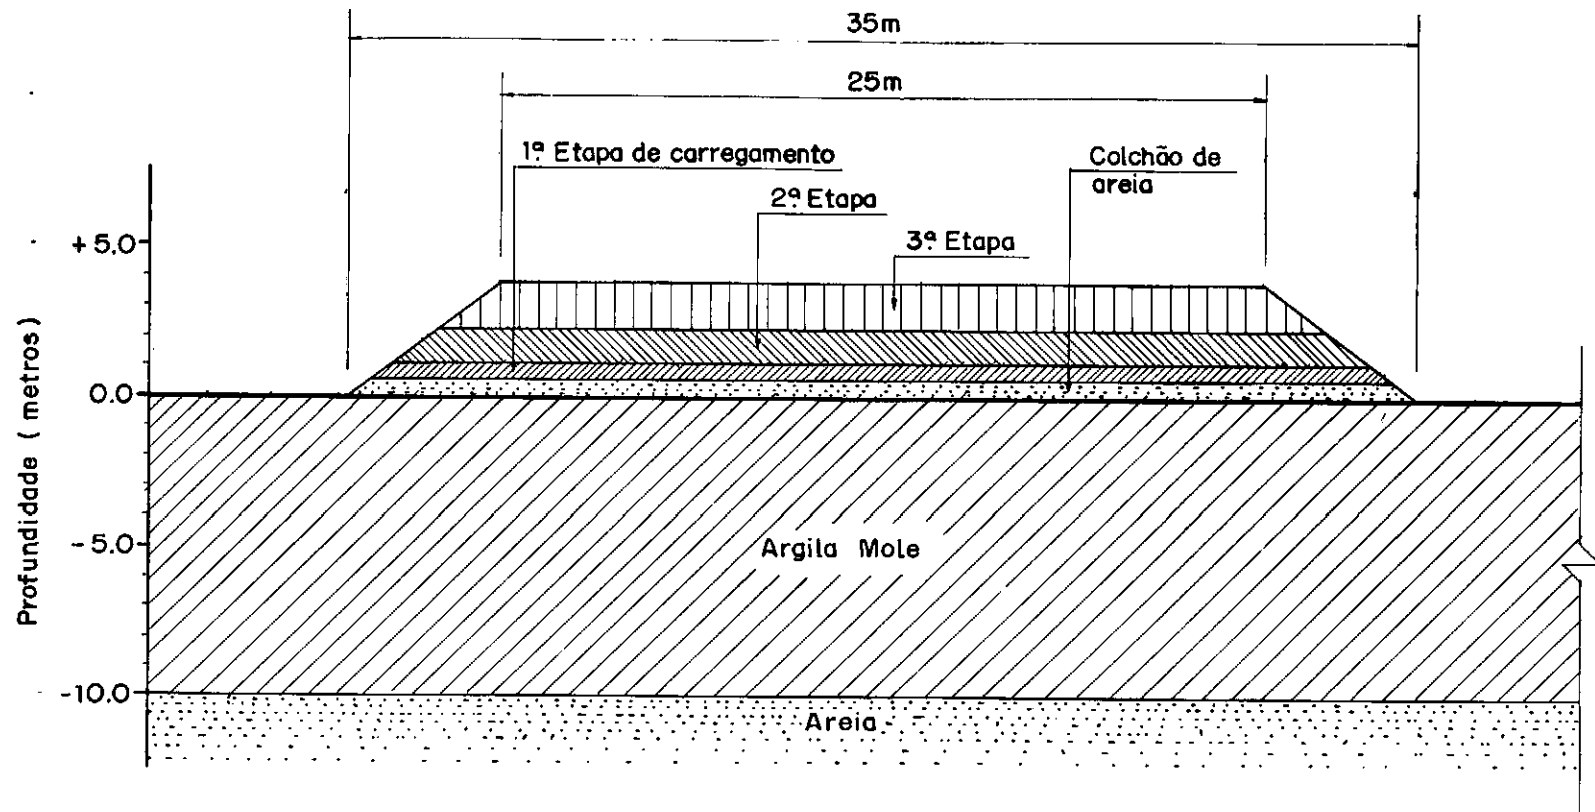 35m
25m
1ª Etapa de carregamento
Colchão de
areia
2ª Etapa
3ª Etapa
+5.0
0.0
-5.0
-10.0
Profundidade (metros)
Argila Mole
Areia